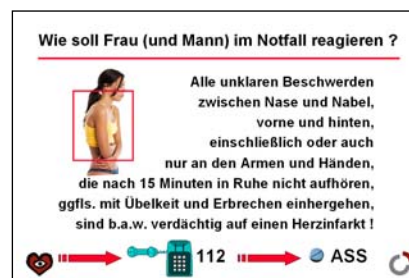 Wie soll Frau (und Mann) im Notfall reagieren ?
Alle unklaren Beschwerden
zwischen Nase und Nabel,
vorne und hinten,
einschließlich oder auch
nur an den Armen und Händen,
die nach 15 Minuten in Ruhe nicht aufhören,
ggfls. mit Übelkeit und Erbrechen einhergehen,
sind b.a.w. verdächtig auf einen Herzinfarkt !
112 ASS